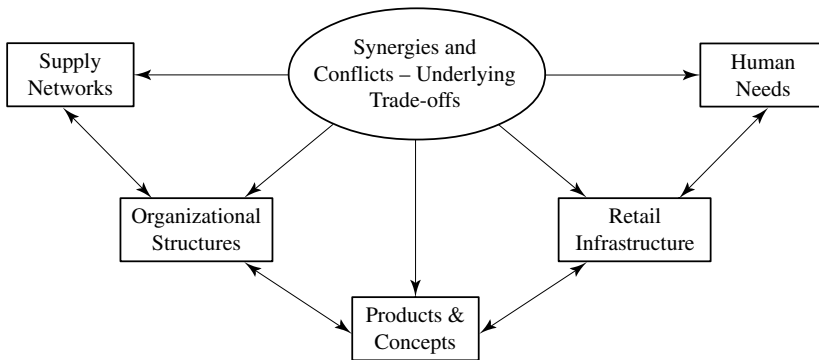 Synergies and
Conflicts – Underlying
Trade-offs
Supply
Networks
Human
Needs
Organizational
Structures
Retail
Infrastructure
Products &
Concepts